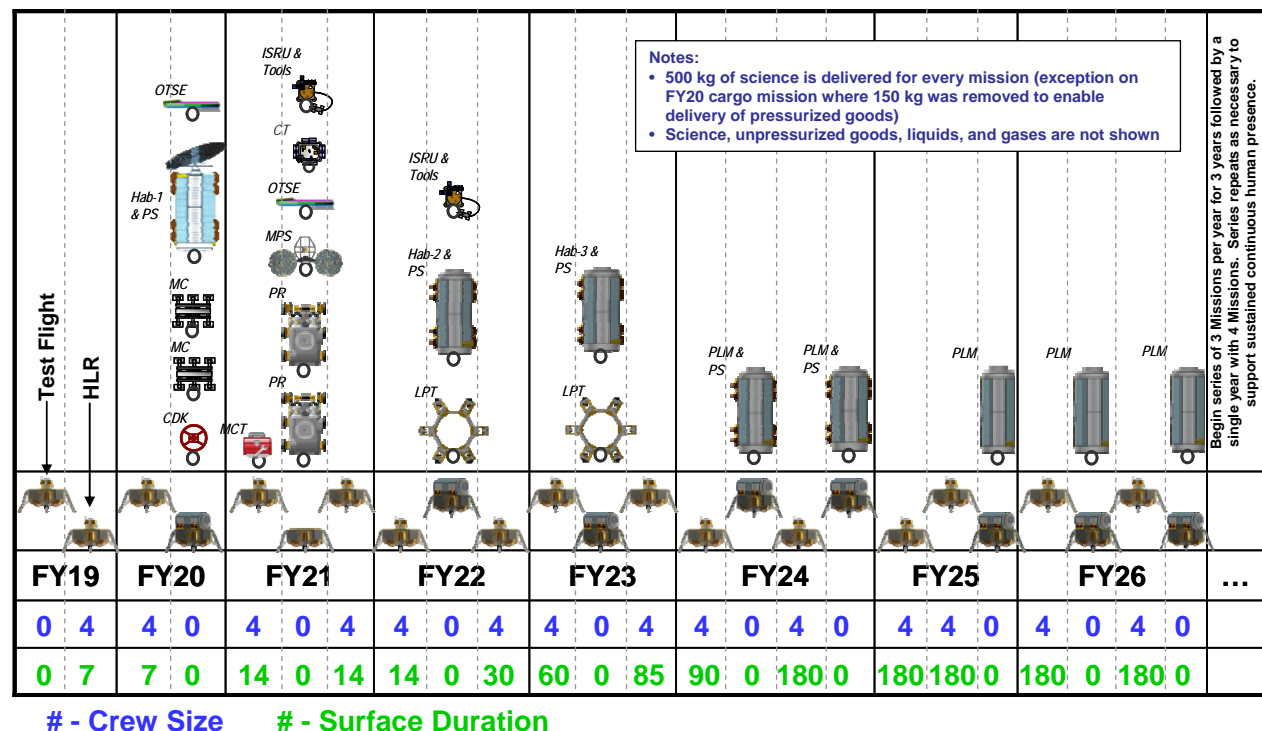 Notes:
• 500 kg of science is delivered for every mission (exception on
FY20 cargo mission where 150 kg was removed to enable
delivery of pressurized goods)
• Science, unpressurized goods, liquids, and gases are not shown
Begin series of 3 Missions per year for 3 years followed by a
single year with 4 Missions. Series repeats as necessary to
support sustained continuous human presence.
Test Flight
HLR
OTSE
Hab-1
& PS
MC
MC
CDK
ISRU &
Tools
CT
OTSE
MPS
PR
PR
MCT
ISRU &
Tools
Hab-2 &
PS
LPT
Hab-3 &
PS
LPT
PLM &
PS
PLM &
PS
PLM
PLM
PLM
FY19 FY20 FY21 FY22 FY23 FY24 FY25 FY26 ...
0 4 4 0 4 0 4 4 0 4 4 0 4 4 0 4 0 4 4 0 4 0 4 0
0 7 7 0 14 0 14 14 0 30 60 0 85 90 0 180 0 180 180 0 180 0 180 0
# - Crew Size # - Surface Duration